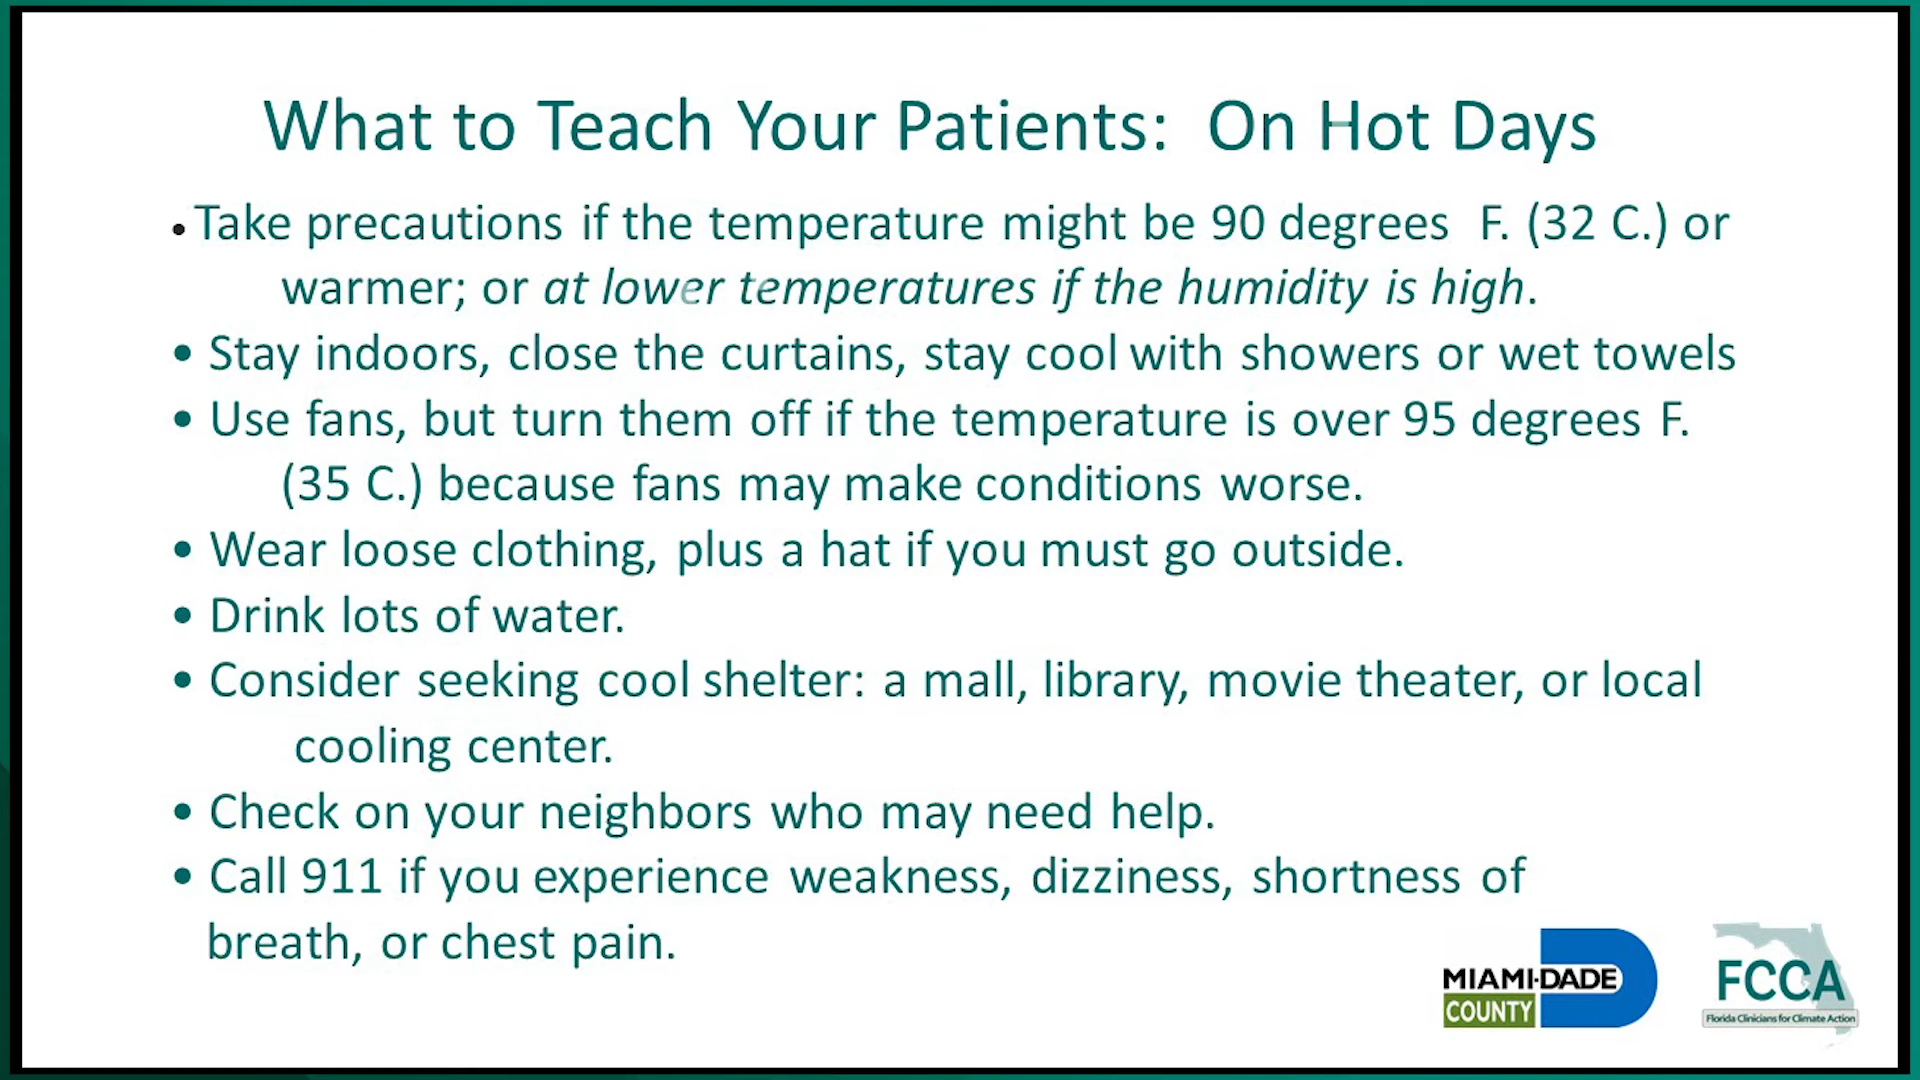 What to Teach Your Patients: On Hot Days
• Take precautions if the temperature might be 90 degrees F. (32 C.) or
warmer; or at lower temperatures if the humidity is high.
• Stay indoors, close the curtains, stay cool with showers or wet towels
• Use fans, but turn them off if the temperature is over 95 degrees F.
(35 C.) because fans may make conditions worse.
• Wear loose clothing, plus a hat if you must go outside.
• Drink lots of water.
• Consider seeking cool shelter: a mall, library, movie theater, or local
cooling center.
• Check on your neighbors who may need help.
• Call 911 if you experience weakness, dizziness, shortness of
breath, or chest pain.
MIAMI-DADE
COUNTY
FCCA
Florida Clinicians for Climate Action